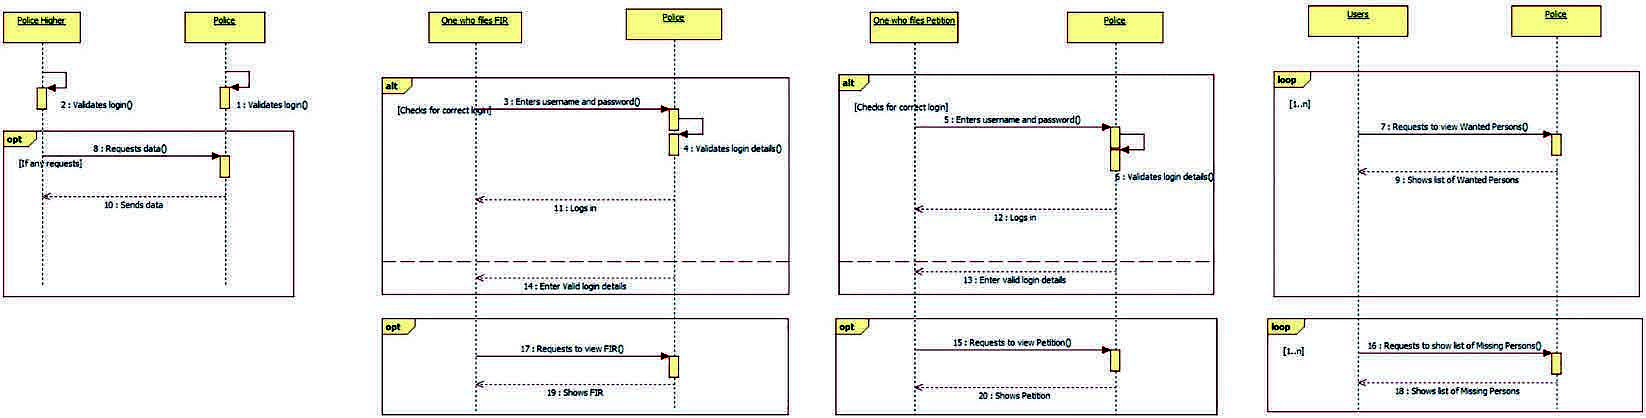 Police Higher
Police
2 : Validates login()
1 : Validates login()
opt
8 : Requests data()
[If any requests]
10 : Sends data
One who files FIR
Police
alt
3 : Enters username and password()
[Checks for correct login]
4 : Validates login details()
11 : Logs in
14 : Enter Valid login details
opt
17 : Requests to view FIR()
19 : Shows FIR
One who files Petition
Police
alt
[Checks for correct login]
5 : Enters username and password()
6 : Validates login details()
12 : Logs in
13 : Enter valid login details
opt
15 : Requests to view Petition()
20 : Shows Petition
Users
Police
loop
[1..n]
7 : Requests to view Wanted Persons()
9 : Shows list of Wanted Persons
loop
16 : Requests to show list of Missing Persons()
[1..n]
18 : Shows list of Missing Persons